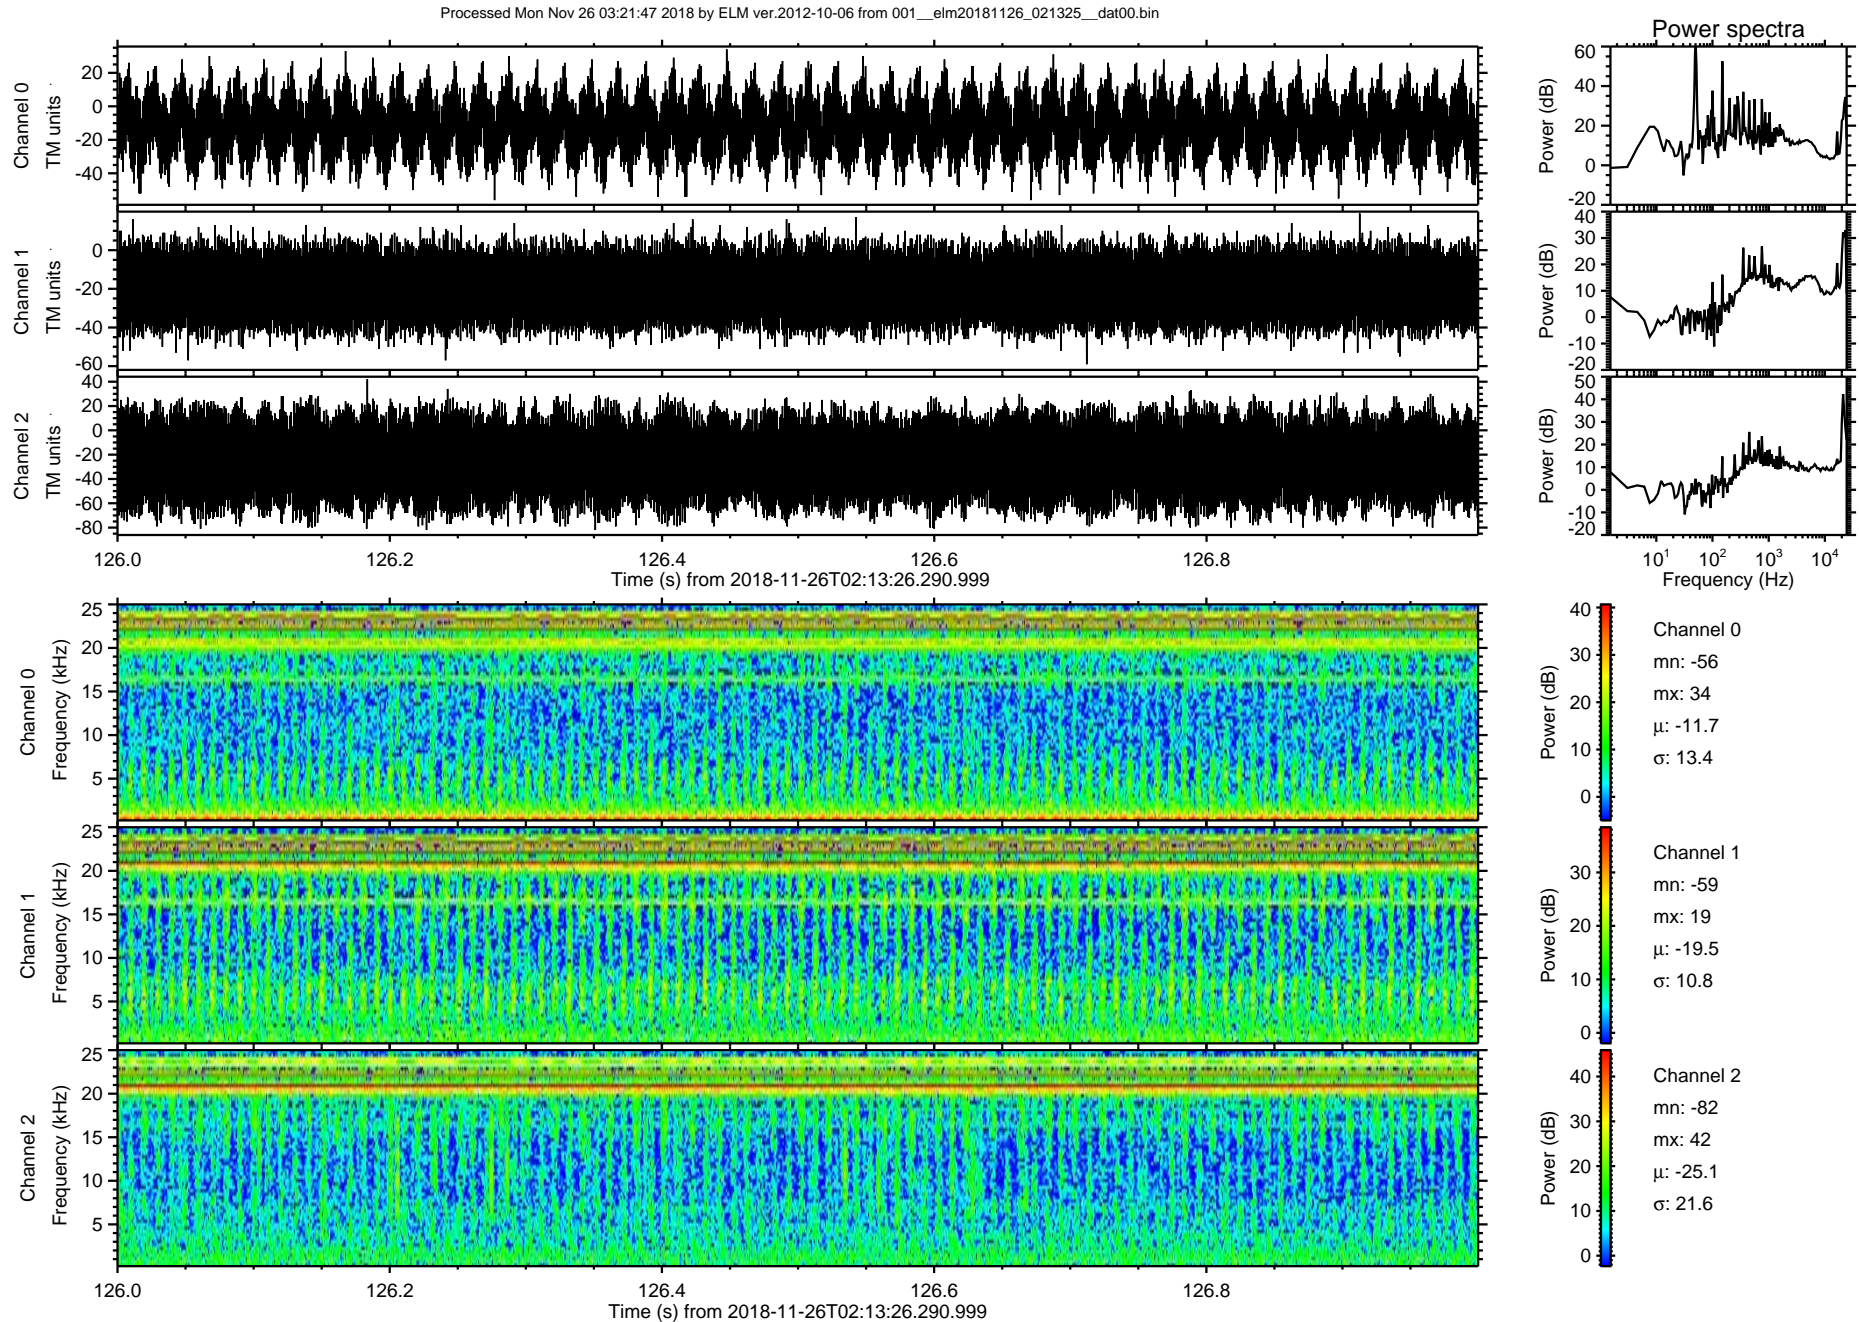 Processed Mon Nov 26 03:21:47 2018 by ELM ver.2012-10-06 from 001__elm20181126_021325__dat00.bin
Power spectra
Channel 0
TM units
20
0
-20
-40
Power (dB)
60
40
20
0
-20
Channel 1
TM units
0
-20
-40
-60
Power (dB)
40
30
20
10
0
-10
-20
Channel 2
TM units
40
20
0
-20
-40
-60
-80
Power (dB)
50
40
30
20
10
0
-10
-20
126.0 126.2 126.4 126.6 126.8
Time (s) from 2018-11-26T02:13:26.290.999
10¹ 10² 10³ 10⁴
Frequency (Hz)
Channel 0
Frequency (kHz)
25
20
15
10
5
Power (dB)
40
30
20
10
0
Channel 0
mn: -56
mx: 34
μ: -11.7
σ: 13.4
Channel 1
Frequency (kHz)
25
20
15
10
5
Power (dB)
30
20
10
0
Channel 1
mn: -59
mx: 19
μ: -19.5
σ: 10.8
Channel 2
Frequency (kHz)
25
20
15
10
5
Power (dB)
40
30
20
10
0
Channel 2
mn: -82
mx: 42
μ: -25.1
σ: 21.6
126.0 126.2 126.4 126.6 126.8
Time (s) from 2018-11-26T02:13:26.290.999